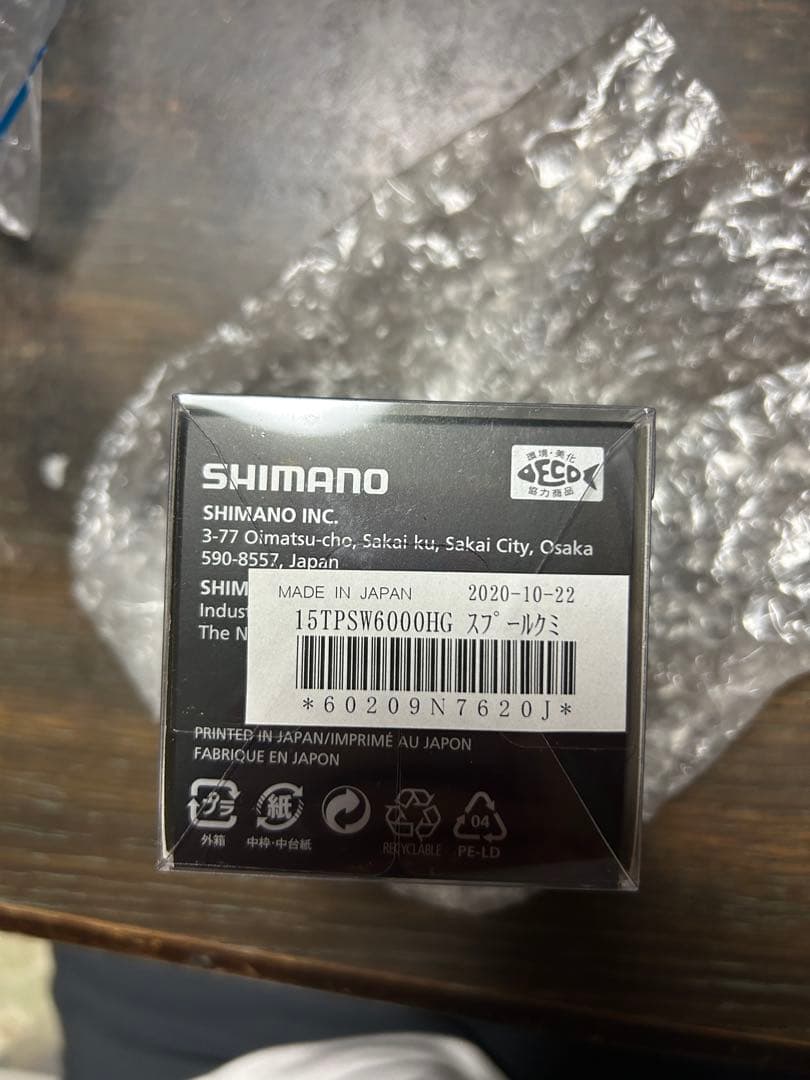 SHIMANO
環境・美化
ECO
協力商品
SHIMANO INC.
3-77 Oimatsu-cho, Sakai-ku, Sakai City, Osaka
590-8557, Japan
SHIM
MADE IN JAPAN 2020-10-22
Indus
15TPSW6000HG スプールクミ
The N
*60209N7620J*
PRINTED IN JAPAN/IMPRIMÉ AU JAPON
FABRIQUE EN JAPON
プラ
外箱
紙
中枠・中台紙
RECYCLABLE
04
PE-LD